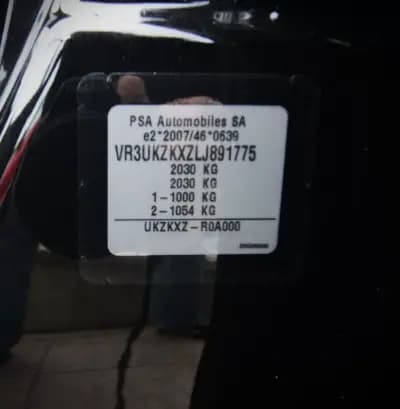 PSA Automobiles SA
e2*2007/46*0639
VR3UKZKXZLJ891775
2030 KG
2030 KG
1-1000 KG
2-1054 KG
UKZKXZ-R0A000